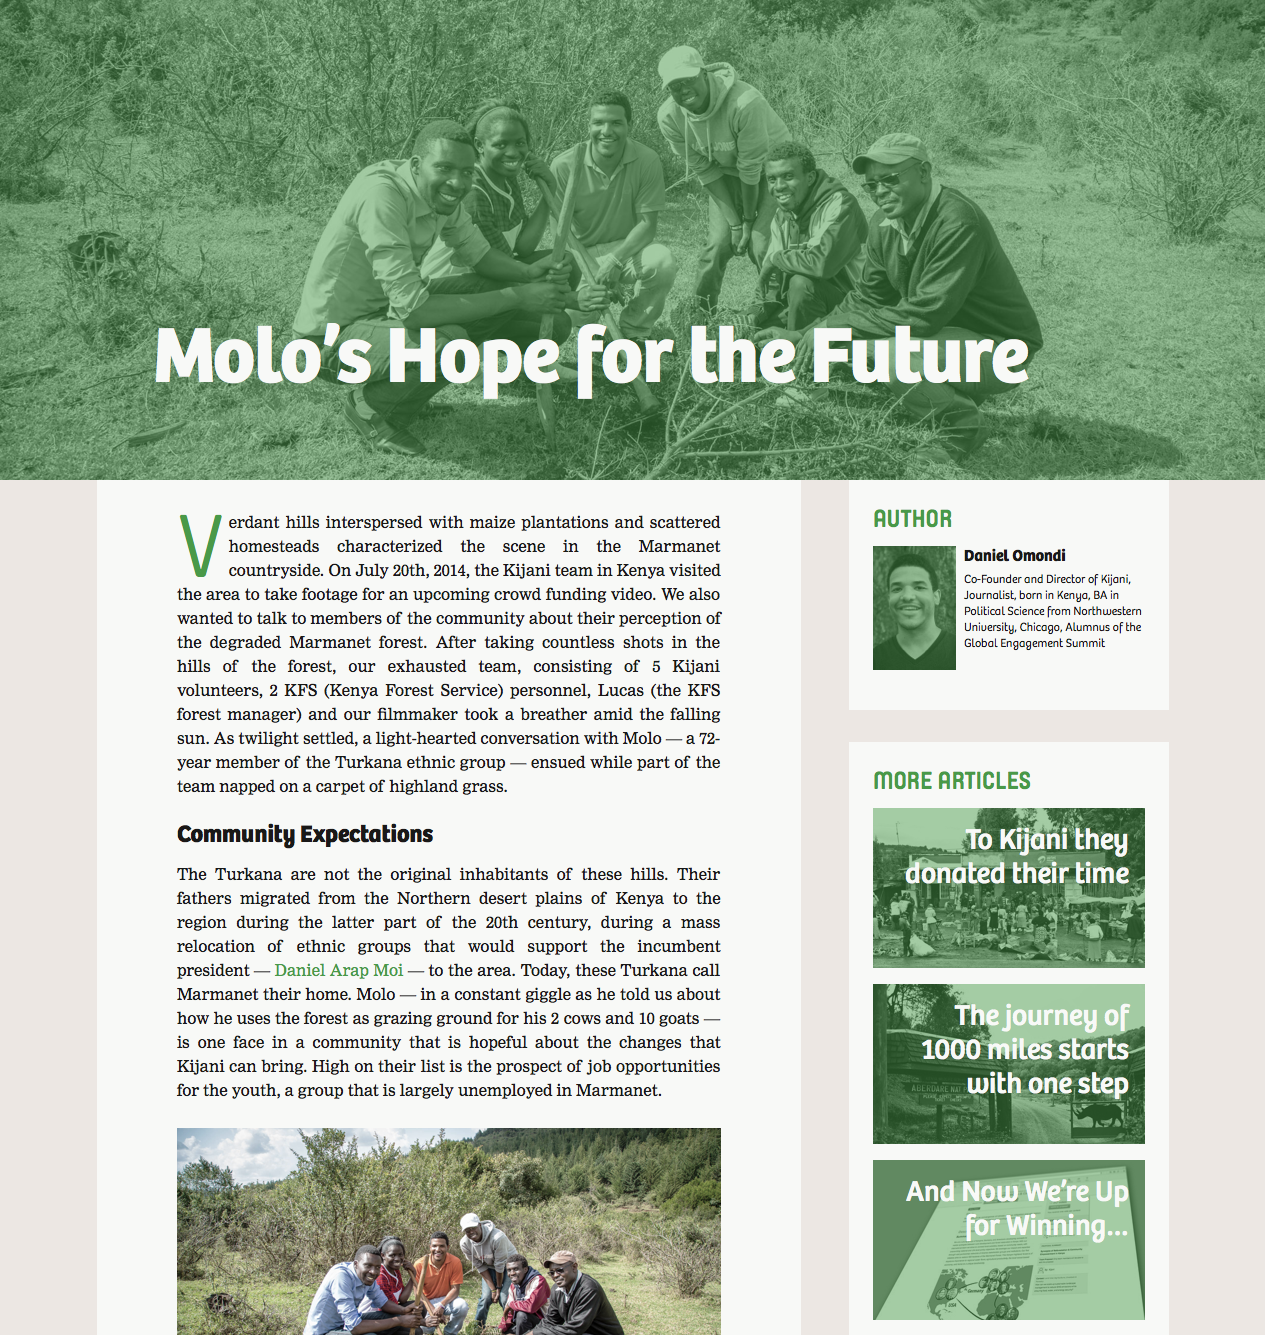 Molo’s Hope for the Future
Verdant hills interspersed with maize plantations and scattered
homesteads characterized the scene in the Marmanet
countryside. On July 20th, 2014, the Kijani team in Kenya visited
the area to take footage for an upcoming crowd funding video. We also
wanted to talk to members of the community about their perception of
the degraded Marmanet forest. After taking countless shots in the
hills of the forest, our exhausted team, consisting of 5 Kijani
volunteers, 2 KFS (Kenya Forest Service) personnel, Lucas (the KFS
forest manager) and our filmmaker took a breather amid the falling
sun. As twilight settled, a light-hearted conversation with Molo — a 72-
year member of the Turkana ethnic group — ensued while part of the
team napped on a carpet of highland grass.
Community Expectations
The Turkana are not the original inhabitants of these hills. Their
fathers migrated from the Northern desert plains of Kenya to the
region during the latter part of the 20th century, during a mass
relocation of ethnic groups that would support the incumbent
president — Daniel Arap Moi — to the area. Today, these Turkana call
Marmanet their home. Molo — in a constant giggle as he told us about
how he uses the forest as grazing ground for his 2 cows and 10 goats —
is one face in a community that is hopeful about the changes that
Kijani can bring. High on their list is the prospect of job opportunities
for the youth, a group that is largely unemployed in Marmanet.
AUTHOR
Daniel Omondi
Co-Founder and Director of Kijani,
Journalist, born in Kenya, BA in
Political Science from Northwestern
University, Chicago, Alumnus of the
Global Engagement Summit
MORE ARTICLES
To Kijani they
donated their time
The journey of
1000 miles starts
with one step
ABERDARE
And Now We’re Up
for Winning...